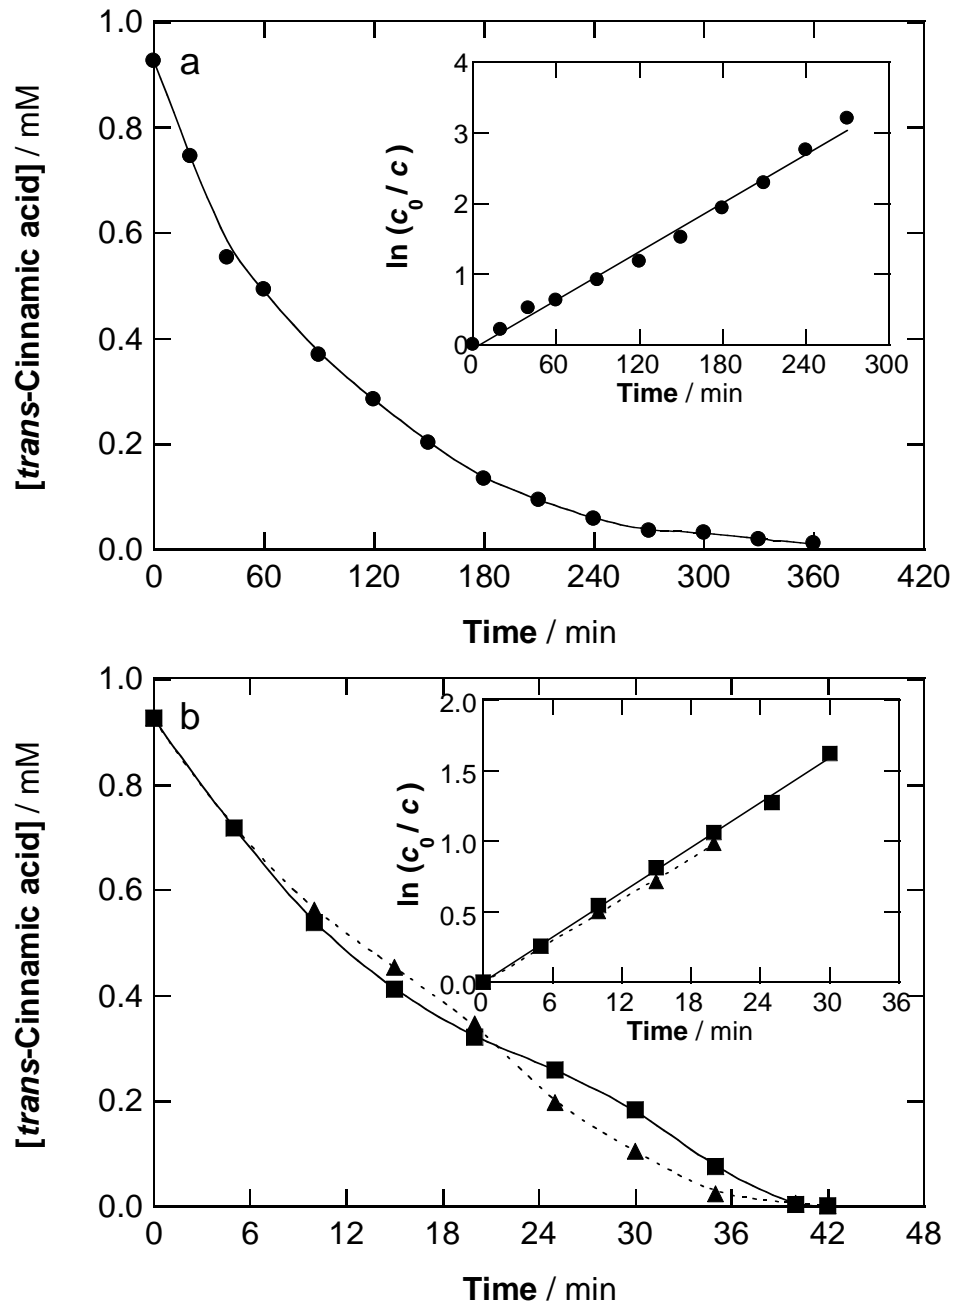 a
[trans-Cinnamic acid] / mM
1.0
0.8
0.6
0.4
0.2
0.0
0 60 120 180 240 300 360 420
Time / min
ln (c0 / c)
4
3
2
1
0
0 60 120 180 240 300
Time / min
b
[trans-Cinnamic acid] / mM
1.0
0.8
0.6
0.4
0.2
0.0
0 6 12 18 24 30 36 42 48
Time / min
ln (c0 / c)
2.0
1.5
1.0
0.5
0.0
0 6 12 18 24 30 36
Time / min